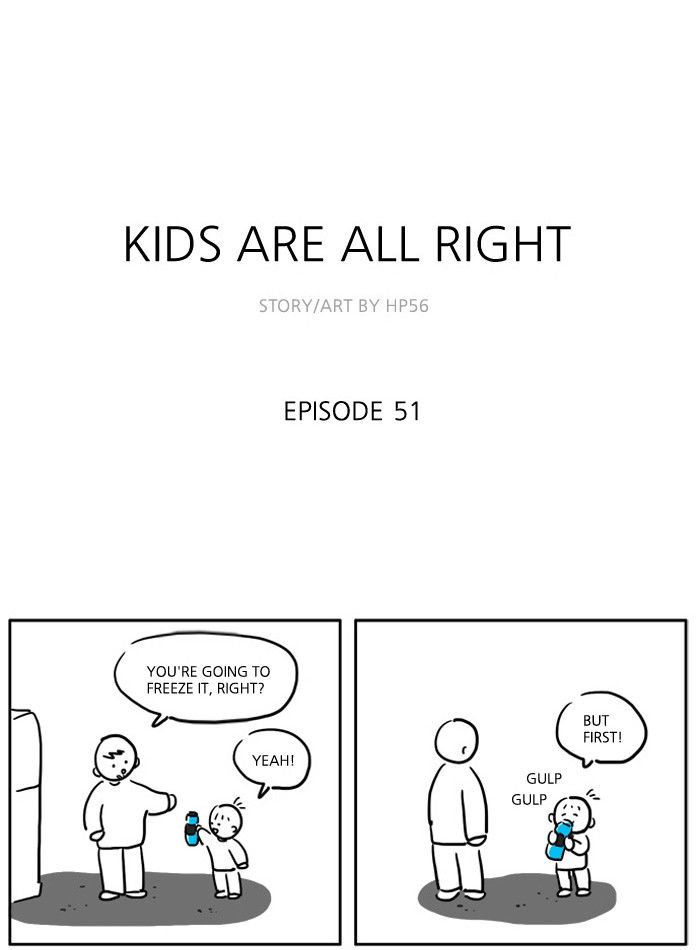 KIDS ARE ALL RIGHT
STORY/ART BY HP56
EPISODE 51
YOU'RE GOING TO
FREEZE IT, RIGHT?
YEAH!
BUT
FIRST!
GULP
GULP